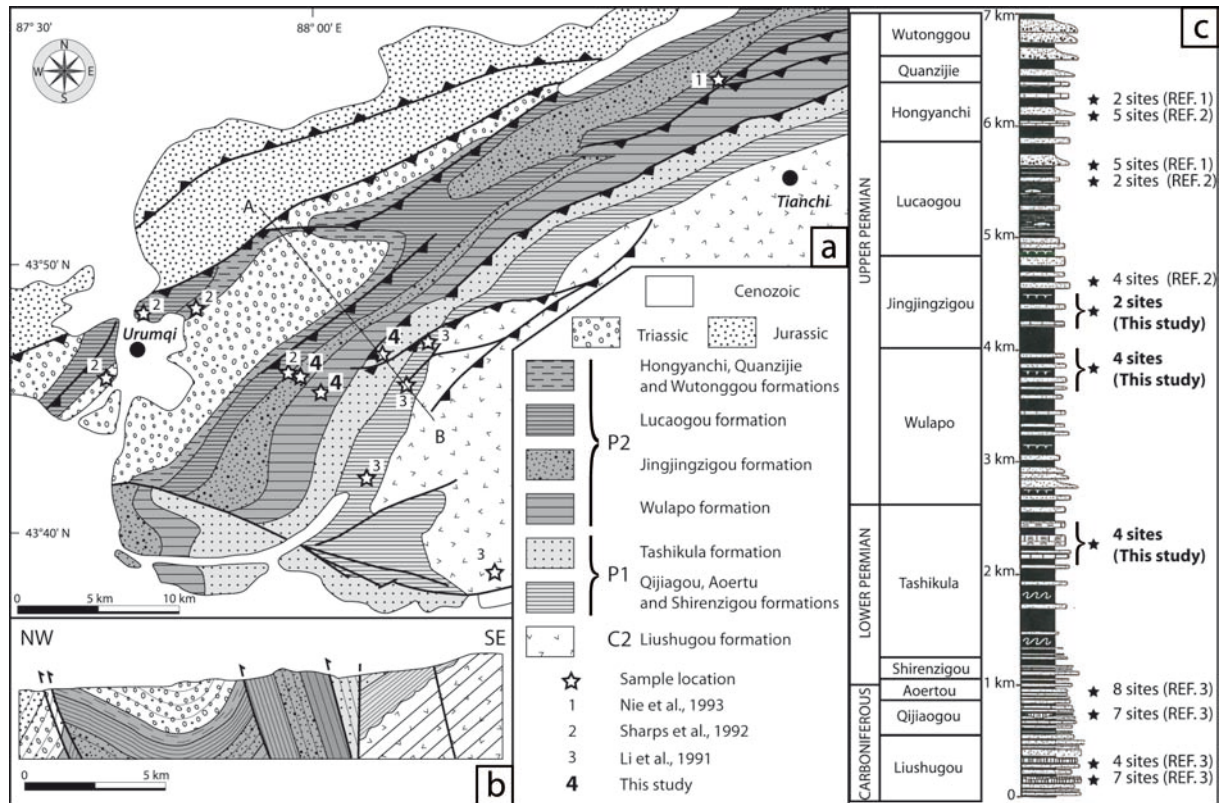 87° 30'
88° 00' E
N
W
E
S
1
Tianchi
A
a
43°50' N
2
2
Urumqi
2
4
3
2
4
4
3
B
3
43°40' N
3
0
5
10 km
Cenozoic
Triassic
Jurassic
Hongyanchi, Quanzijie
and Wutonggou formations
Lucaogou formation
P2
Jingjingzigou formation
Wulapo formation
Tashikula formation
P1
Qijiagou, Aoertu
and Shirenzigou formations
C2 Liushugou formation
Sample location
1 Nie et al., 1993
2 Sharps et al., 1992
3 Li et al., 1991
4 This study
NW
SE
0
5 km
b
c
UPPER PERMIAN
LOWER PERMIAN
CARBONIFEROUS
Wutonggou
Quanzijie
Hongyanchi
Lucaogou
Jingjingzigou
Wulapo
Tashikula
Shirenzigou
Aoertou
Qijiaogou
Liushugou
7 km
6 km
5 km
4 km
3 km
2 km
1 km
0
2 sites (REF. 1)
5 sites (REF. 2)
5 sites (REF. 1)
2 sites (REF. 2)
4 sites (REF. 2)
2 sites
(This study)
4 sites
(This study)
4 sites
(This study)
8 sites (REF. 3)
7 sites (REF. 3)
4 sites (REF. 3)
7 sites (REF. 3)